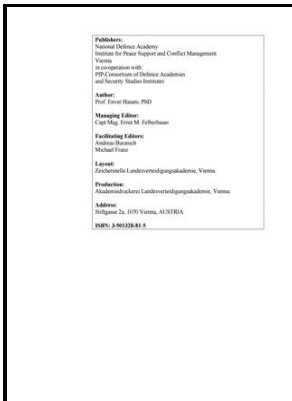 Publishers:
National Defence Academy
Institute for Peace Support and Conflict Management
Vienna
in co-operation with:
PfP-Consortium of Defence Academies
and Security Studies Institutes
Author:
Prof. Enver Hasani, PhD
Managing Editor:
Capt Mag. Ernst M. Felberbauer
Facilitating Editors:
Andreas
Michael Franz
Layout:
Zeichenstelle Landesverteidigungsakademie, Vienna
Production:
Akademiedruckerei Landesverteidigungsakademie, Vienna
Address:
Stiftgasse 2a, 1070 Vienna, AUSTRIA
ISBN: 3-901328-81-5